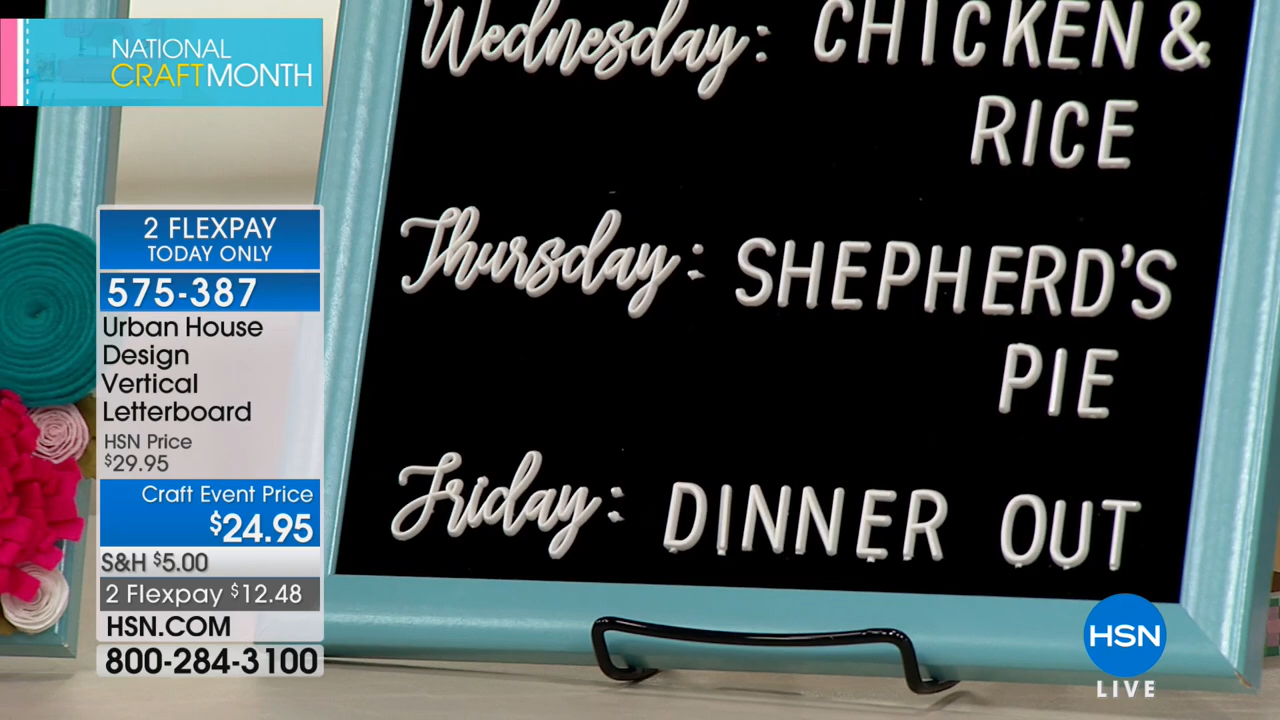 NATIONAL
CRAFTMONTH
2 FLEXPAY
TODAY ONLY
575-387
Urban House
Design
Vertical
Letterboard
HSN Price
$29.95
Craft Event Price
$24.95
S&H $5.00
2 Flexpay $12.48
HSN.COM
800-284-3100
Wednesday: CHICKEN &
RICE
Thursday: SHEPHERD'S
PIE
Friday: DINNER OUT
HSN
LIVE